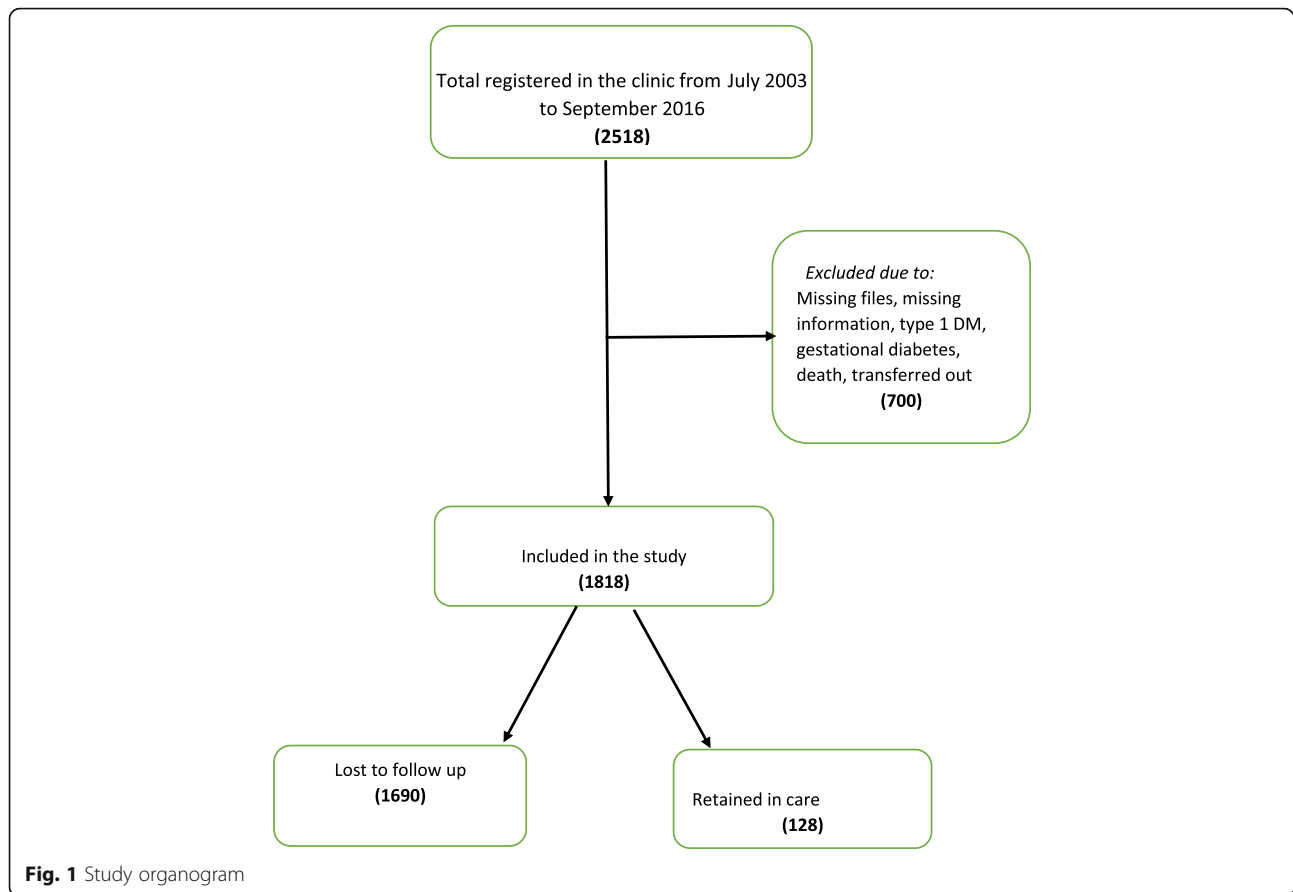 Total registered in the clinic from July 2003
to September 2016
(2518)
Excluded due to:
Missing files, missing
information, type 1 DM,
gestational diabetes,
death, transferred out
(700)
Included in the study
(1818)
Lost to follow up
(1690)
Retained in care
(128)
Fig. 1 Study organogram